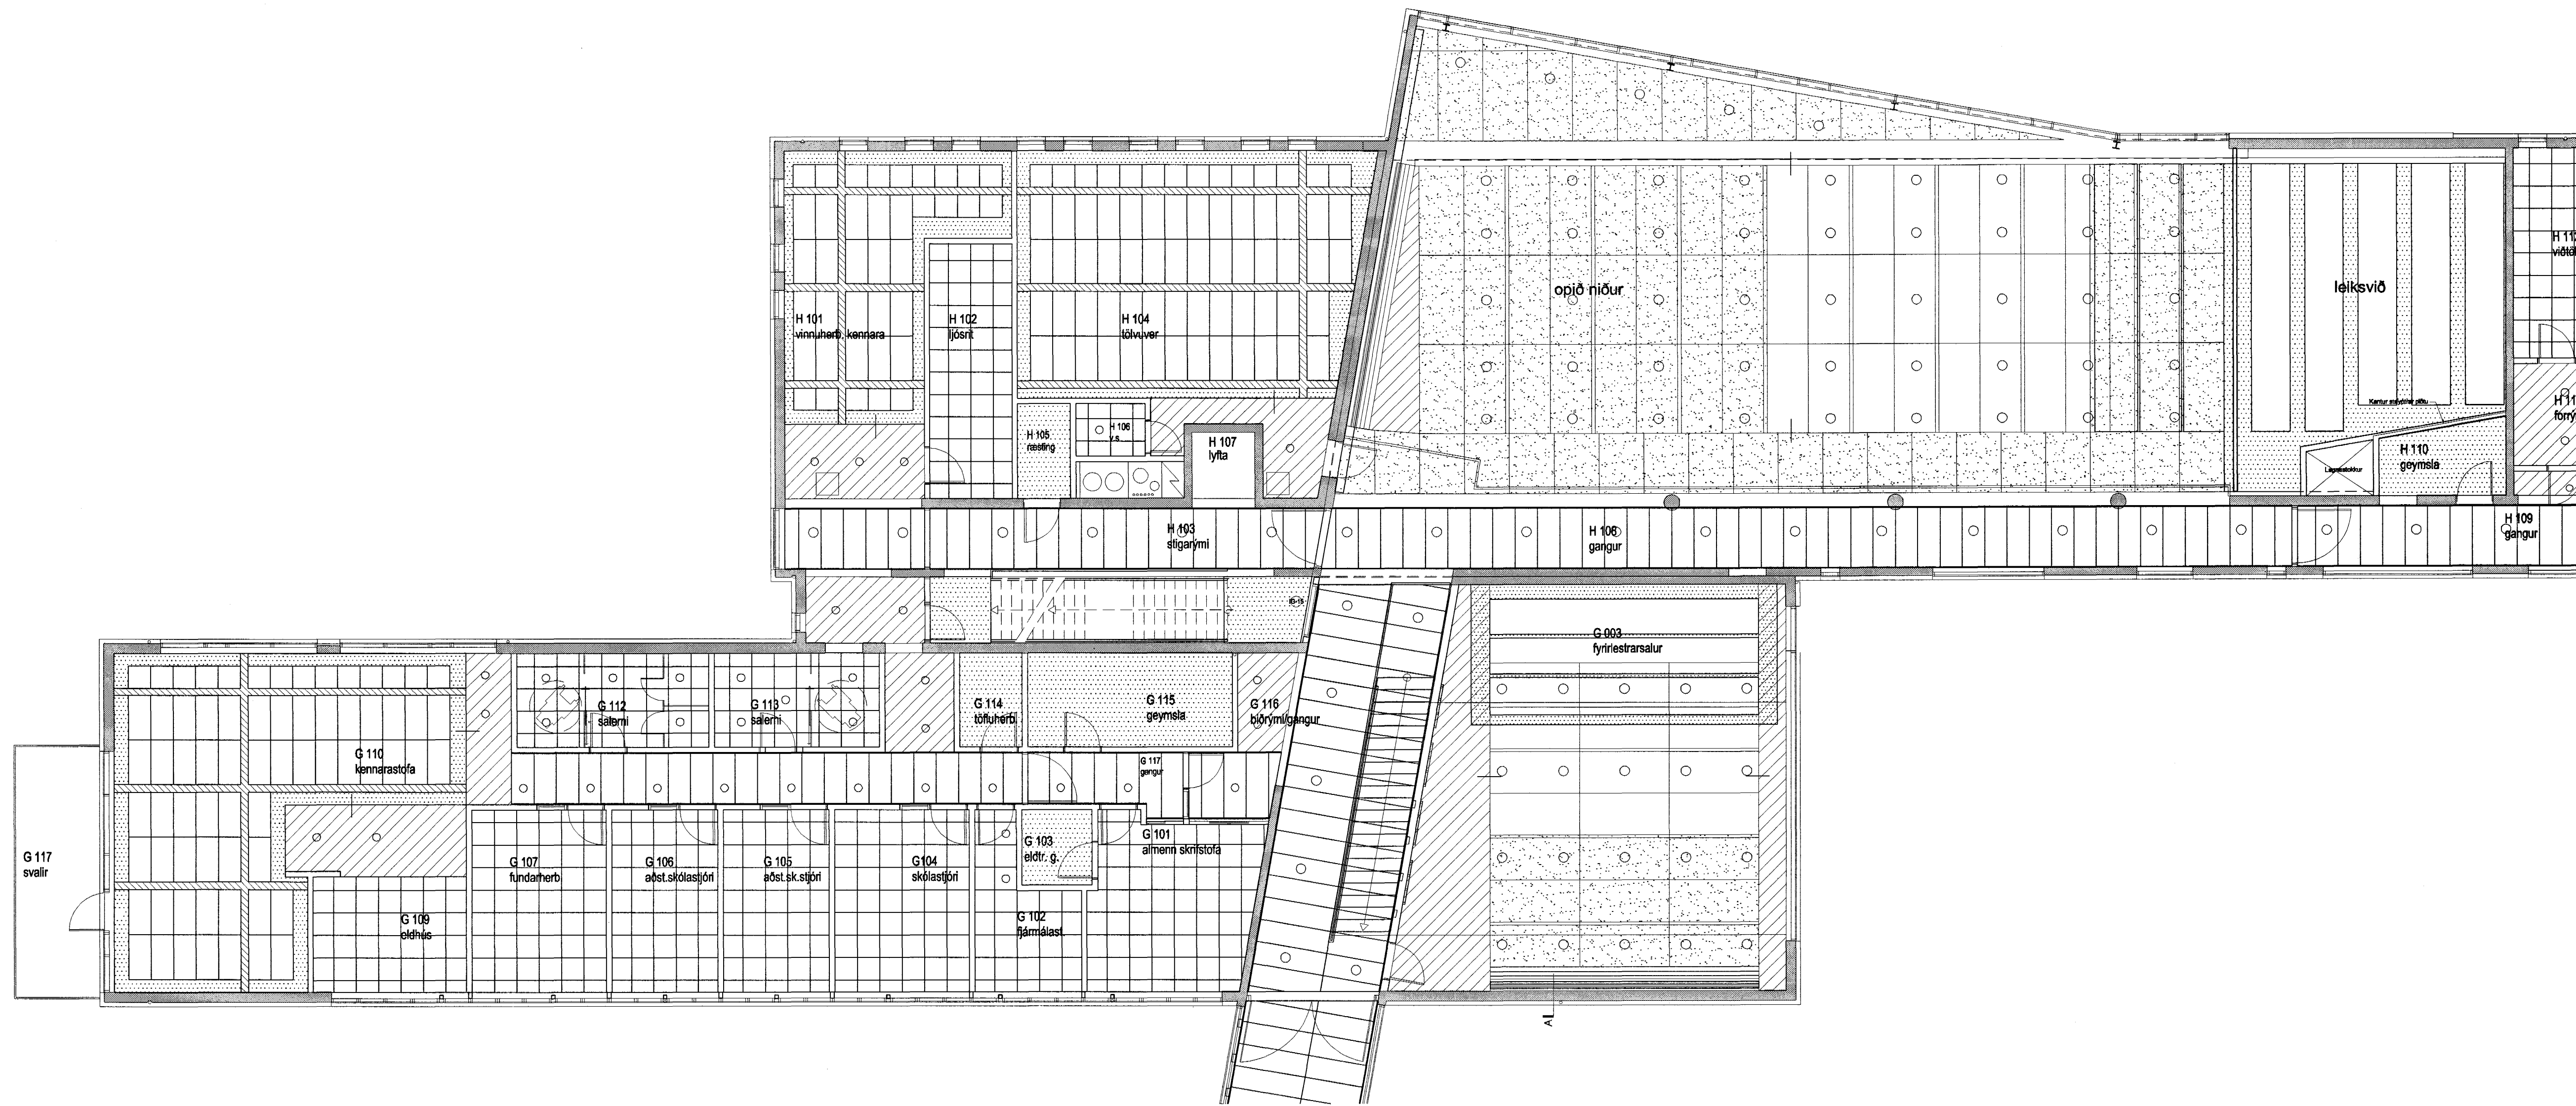 H 101
vinnuherb. kennara
H 102
ljósrit
H 104
tölvuver
opið niður
leiksvið
H 105
ræsting
H 106
v.s.
H 107
lyfta
Lagnastokkur
H 110
geymsla
H 103
stigarými
H 106
gangur
H 109
gangur
G 003
fyrirlestrarsalur
G 110
kennarastofa
G 112
salerni
G 113
salerni
G 114
töfluherb.
G 115
geymsla
G 116
biðrými/gangur
G 117
gangur
G 117
svalir
G 109
eldhús
G 107
fundarherb
G 106
aðst.skólastjóri
G 105
aðst.sk.stjóri
G104
skólastjóri
G 103
eldtr. g.
G 102
fjármálast.
G 101
almenn skrifstofa
A